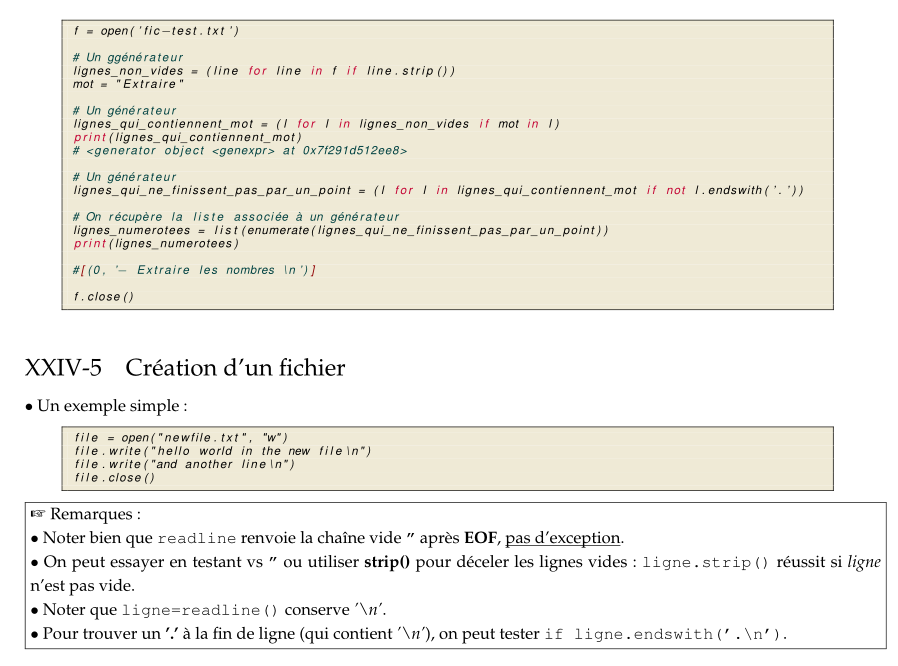 f = open('fic-test.txt')
# Un ggénérateur
lignes_non_vides = (line for line in f if line.strip())
mot = "Extraire"
# Un générateur
lignes_qui_contiennent_mot = (l for l in lignes_non_vides if mot in l)
print(lignes_qui_contiennent_mot)
# <generator object <genexpr> at 0x7f291d512ee8>
# Un générateur
lignes_qui_ne_finissent_pas_par_un_point = (l for l in lignes_qui_contiennent_mot if not l.endswith('.'))
# On récupère la liste associée à un générateur
lignes_numerotees = list(enumerate(lignes_qui_ne_finissent_pas_par_un_point))
print(lignes_numerotees)
#[(0, '– Extraire les nombres \n')]
f.close()
XXIV-5 Création d'un fichier
• Un exemple simple :
file = open("newfile.txt", "w")
file.write("hello world in the new file\n")
file.write("and another line\n")
file.close()
☞ Remarques :
• Noter bien que readline renvoie la chaîne vide ” après EOF, pas d'exception.
• On peut essayer en testant vs ” ou utiliser strip() pour déceler les lignes vides : ligne.strip() réussit si ligne
n'est pas vide.
• Noter que ligne=readline() conserve '\n'.
• Pour trouver un '.' à la fin de ligne (qui contient '\n'), on peut tester if ligne.endswith('.\n').